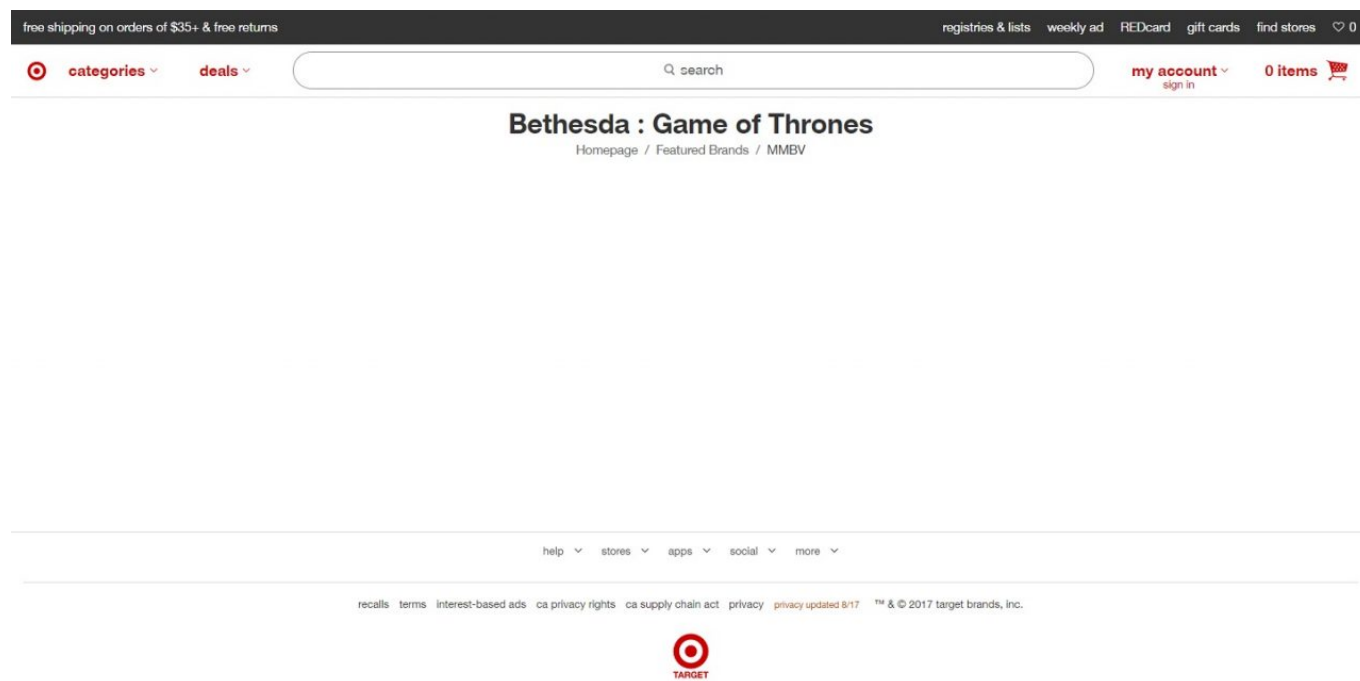 free shipping on orders of $35+ & free returns registries & lists weekly ad REDcard gift cards find stores ♡ 0
categories deals search my account 0 items
sign in
Bethesda : Game of Thrones
Homepage / Featured Brands / MMBV
help stores apps social more
recalls terms interest-based ads ca privacy rights ca supply chain act privacy privacy updated 8/17 ™ & © 2017 target brands, inc.
TARGET